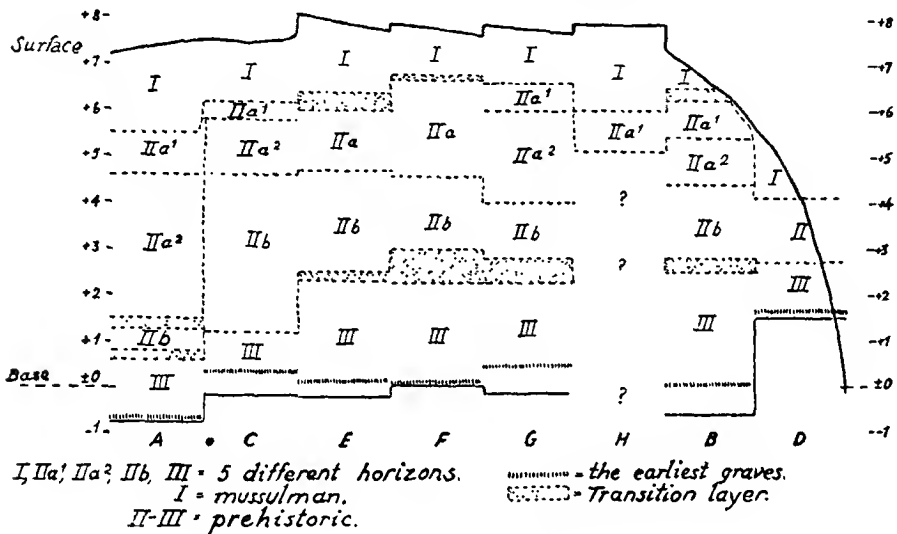 +8 +8
Surface
+7 +7
I I I I I I I
IIa¹ IIa¹
+6 +6
IIa¹ IIa² IIa IIa IIa² IIa¹ IIa¹
+5 +5
IIa² I
+4 ? +4
IIa² IIb IIb IIb IIb IIb II
+3 ? +3
III
+2 +2
IIb III III III III III
+1 +1
Base ±0 III ? ±0
-1 A C E F G H B D -1
I, IIa¹, IIa², IIb, III = 5 different horizons.
I = mussulman.
II-III = prehistoric.
= the earliest graves.
= Transition layer.